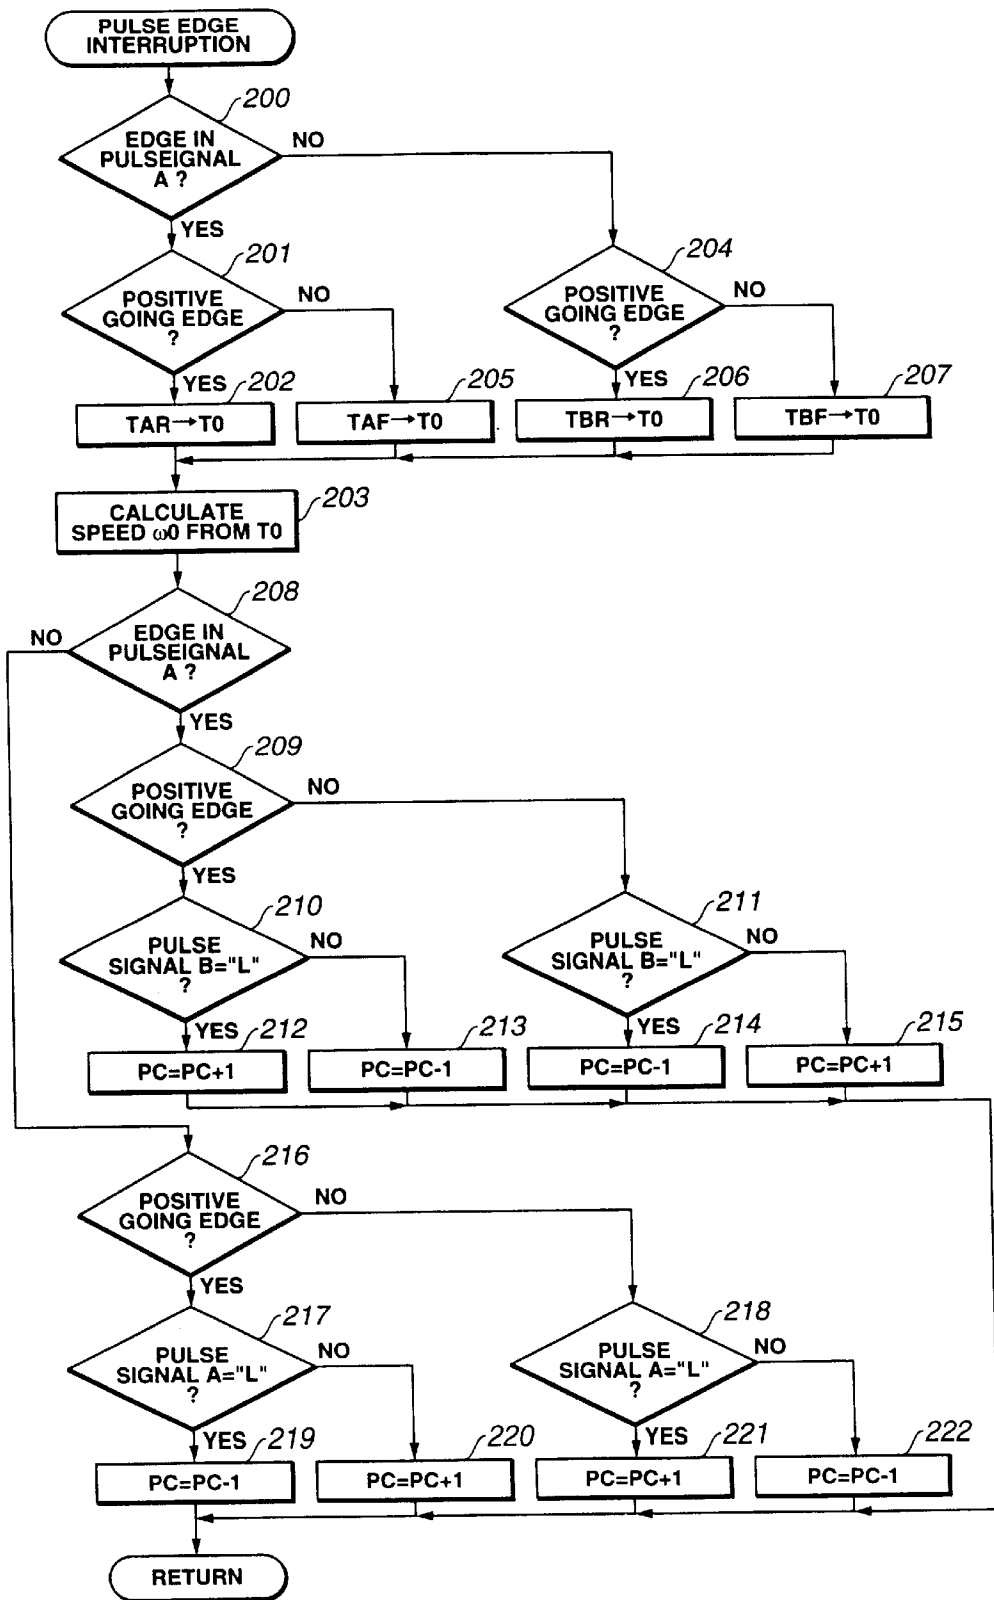 PULSE EDGE
INTERRUPTION
200
EDGE IN
PULSEIGNAL
A ?
NO
YES
201
POSITIVE
GOING EDGE
?
NO
YES
204
POSITIVE
GOING EDGE
?
NO
YES
202
TAR→T0
205
TAF→T0
206
TBR→T0
207
TBF→T0
203
CALCULATE
SPEED ω0 FROM T0
208
EDGE IN
PULSEIGNAL
A ?
NO
YES
209
POSITIVE
GOING EDGE
?
NO
YES
210
PULSE
SIGNAL B="L"
?
NO
YES
211
PULSE
SIGNAL B="L"
?
NO
YES
212
PC=PC+1
213
PC=PC-1
214
PC=PC-1
215
PC=PC+1
216
POSITIVE
GOING EDGE
?
NO
YES
217
PULSE
SIGNAL A="L"
?
NO
YES
218
PULSE
SIGNAL A="L"
?
NO
YES
219
PC=PC-1
220
PC=PC+1
221
PC=PC+1
222
PC=PC-1
RETURN